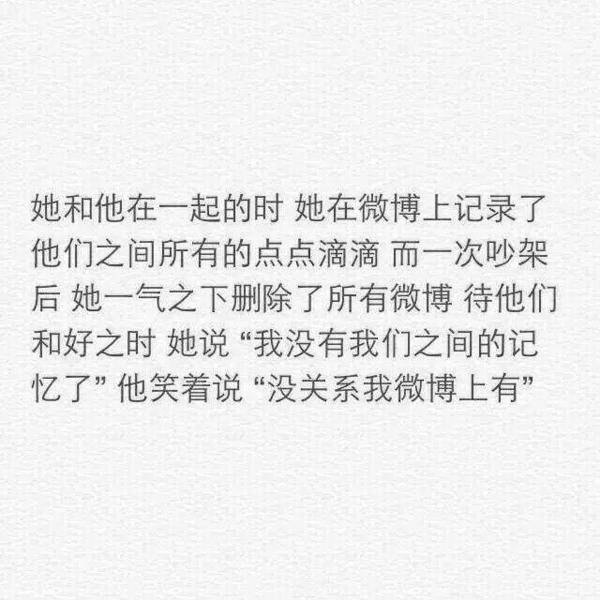 她和他在一起的时 她在微博上记录了
他们之间所有的点点滴滴 而一次吵架
后 她一气之下删除了所有微博 待他们
和好之时 她说 “我没有我们之间的记
忆了” 他笑着说 “没关系我微博上有”